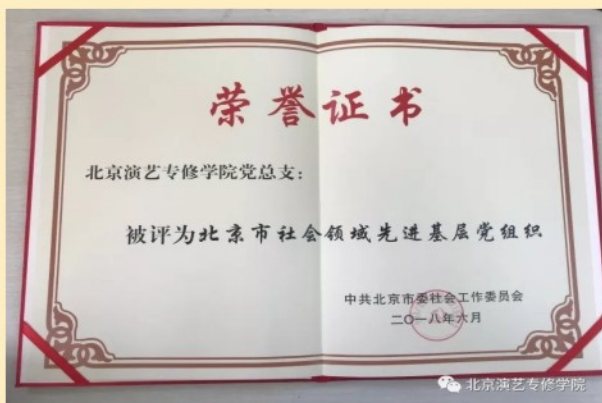 荣誉证书
北京演艺专修学院党总支：
被评为北京市社会领域先进基层党组织
中共北京市委社会工作委员会
二〇一八年六月
北京演艺专修学院